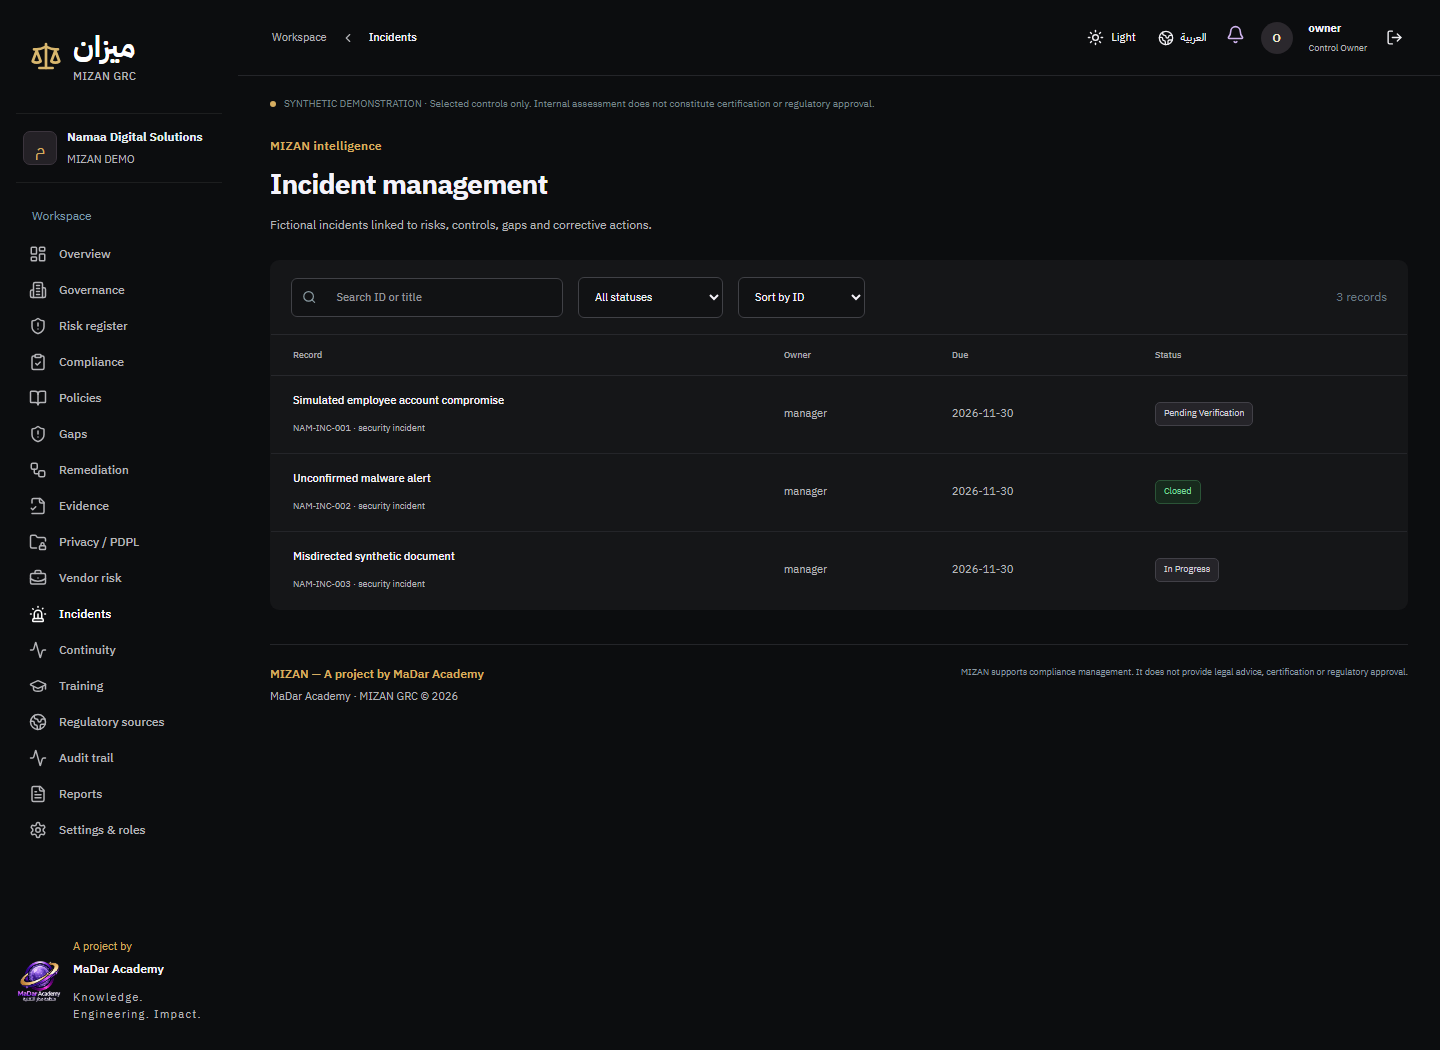 ميزان
MIZAN GRC
م
Namaa Digital Solutions
MIZAN DEMO
Workspace
Overview
Governance
Risk register
Compliance
Policies
Gaps
Remediation
Evidence
Privacy / PDPL
Vendor risk
Incidents
Continuity
Training
Regulatory sources
Audit trail
Reports
Settings & roles
A project by
MaDar Academy
Knowledge.
Engineering. Impact.
MaDar Academy
Workspace
Incidents
Light
العربية
O
owner
Control Owner
SYNTHETIC DEMONSTRATION · Selected controls only. Internal assessment does not constitute certification or regulatory approval.
MIZAN intelligence
Incident management
Fictional incidents linked to risks, controls, gaps and corrective actions.
Search ID or title
All statuses
Sort by ID
3 records
Record Owner Due Status
Simulated employee account compromise
NAM-INC-001 · security incident
manager
2026-11-30
Pending Verification
Unconfirmed malware alert
NAM-INC-002 · security incident
manager
2026-11-30
Closed
Misdirected synthetic document
NAM-INC-003 · security incident
manager
2026-11-30
In Progress
MIZAN — A project by MaDar Academy
MaDar Academy · MIZAN GRC © 2026
MIZAN supports compliance management. It does not provide legal advice, certification or regulatory approval.